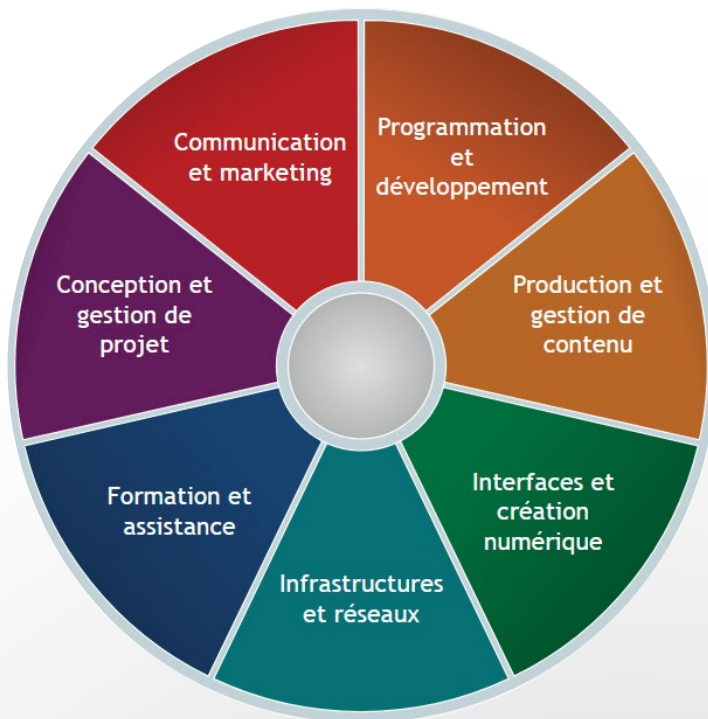 Communication
et marketing
Programmation
et
développement
Conception et
gestion de
projet
Production et
gestion de
contenu
Formation et
assistance
Interfaces et
création
numérique
Infrastructures
et réseaux